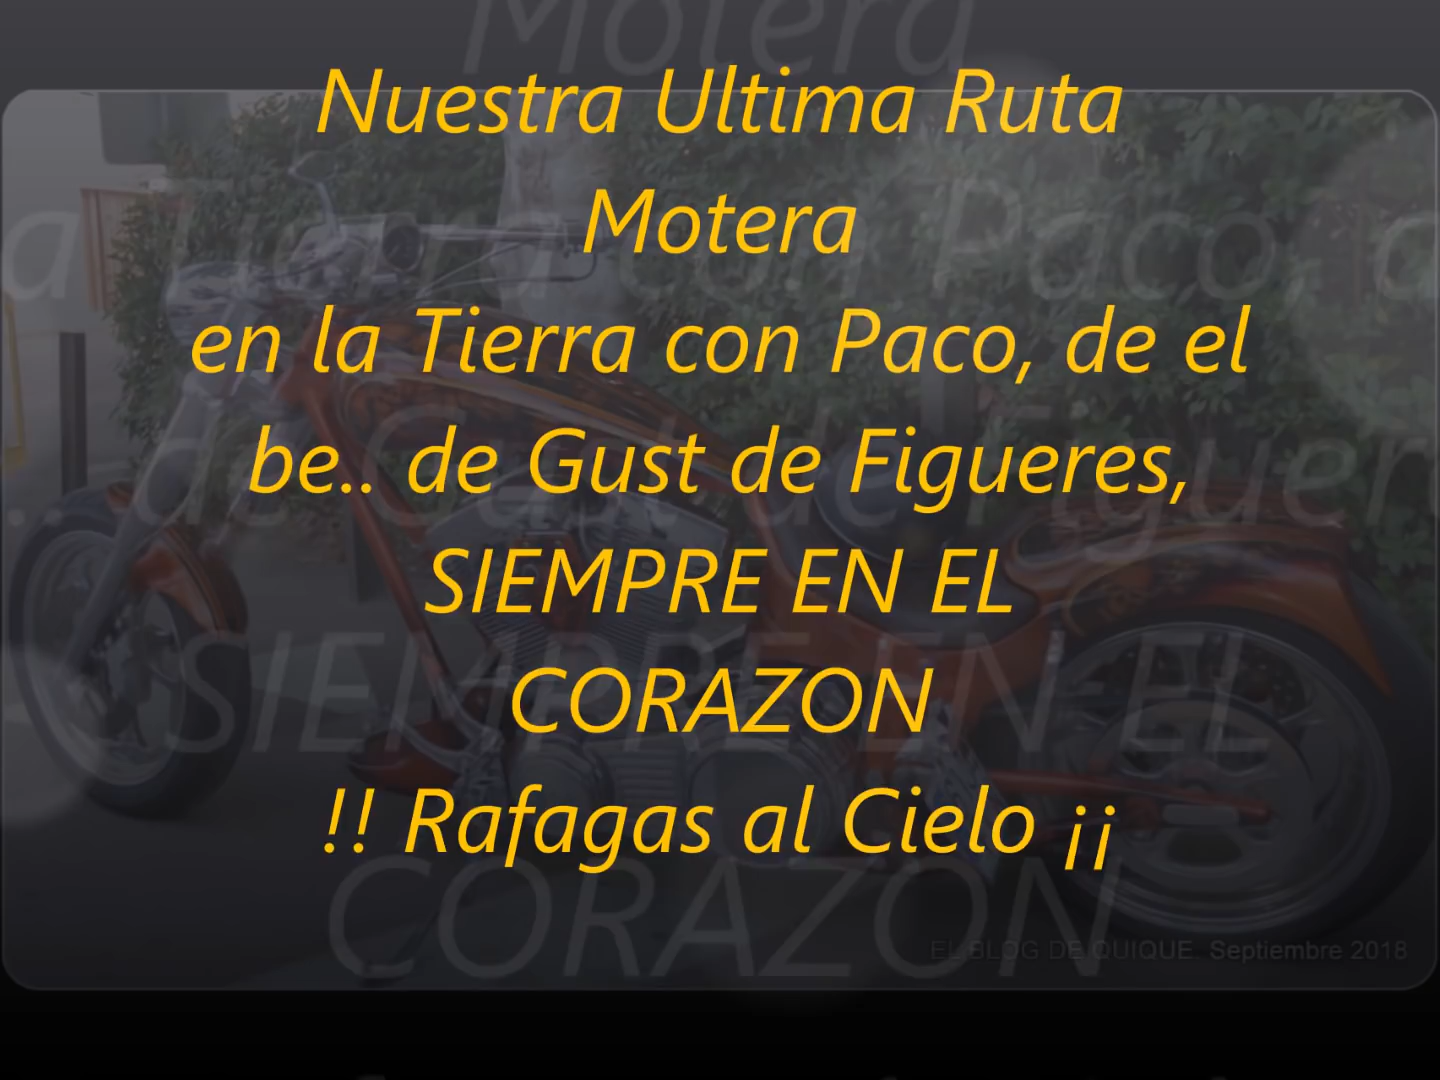 Nuestra Ultima Ruta
Motera
en la Tierra con Paco, de el
be.. de Gust de Figueres,
SIEMPRE EN EL
CORAZON
!! Rafagas al Cielo ¡¡
EL BLOG DE QUIQUE Septiembre 2018